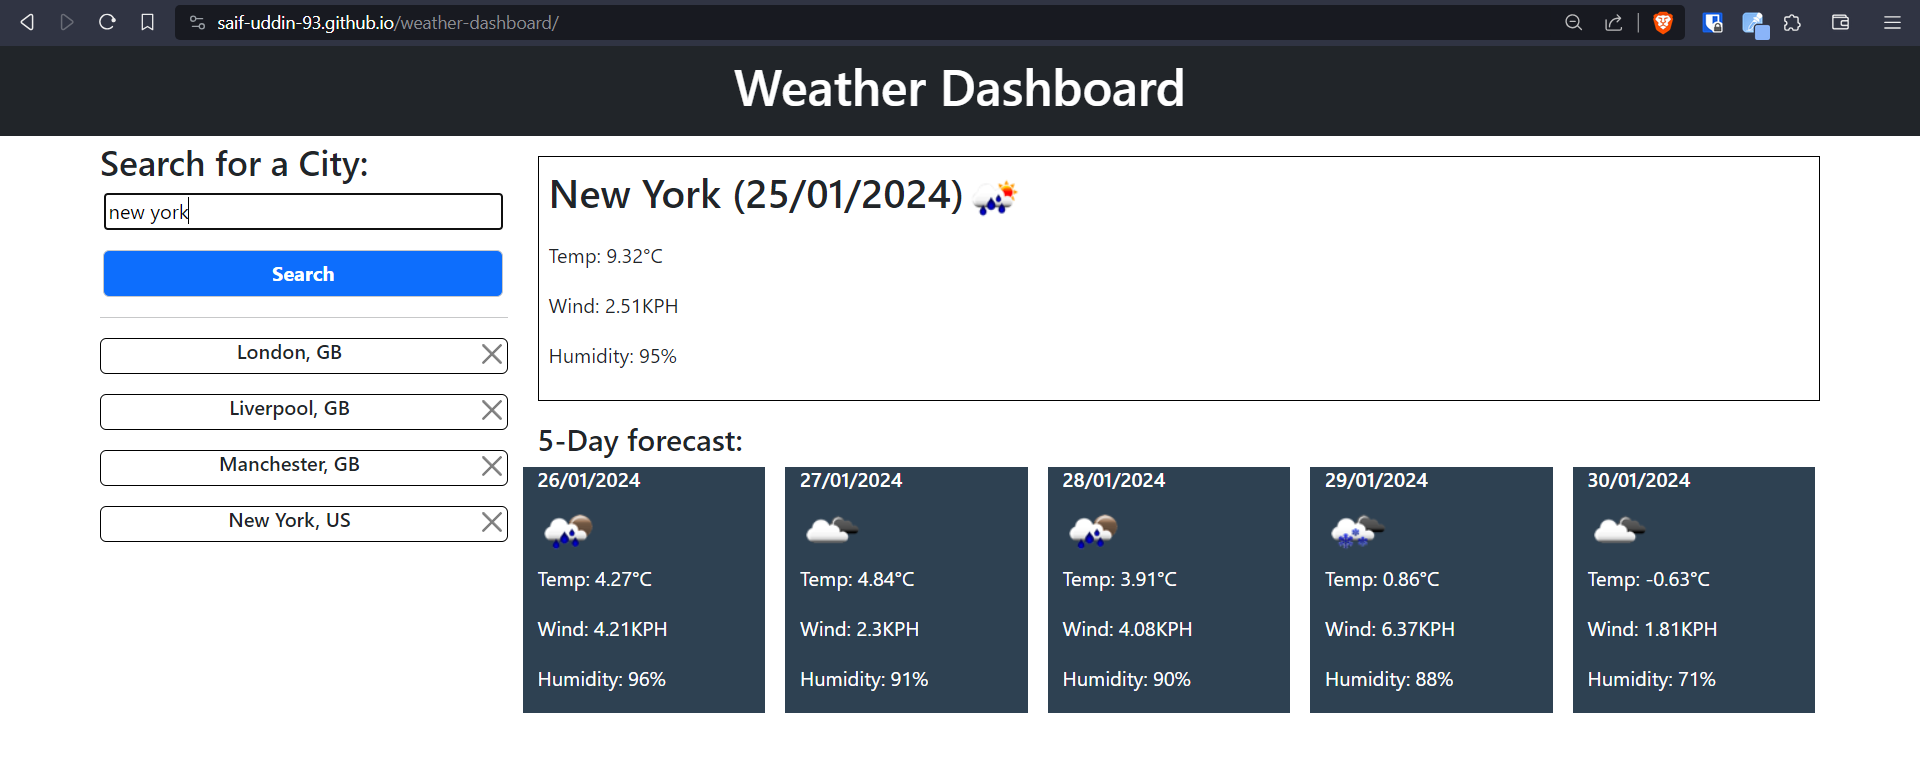 saif-uddin-93.github.io/weather-dashboard/
Weather Dashboard
Search for a City:
new york
Search
London, GB
Liverpool, GB
Manchester, GB
New York, US
New York (25/01/2024)
Temp: 9.32°C
Wind: 2.51KPH
Humidity: 95%
5-Day forecast:
26/01/2024
Temp: 4.27°C
Wind: 4.21KPH
Humidity: 96%
27/01/2024
Temp: 4.84°C
Wind: 2.3KPH
Humidity: 91%
28/01/2024
Temp: 3.91°C
Wind: 4.08KPH
Humidity: 90%
29/01/2024
Temp: 0.86°C
Wind: 6.37KPH
Humidity: 88%
30/01/2024
Temp: -0.63°C
Wind: 1.81KPH
Humidity: 71%